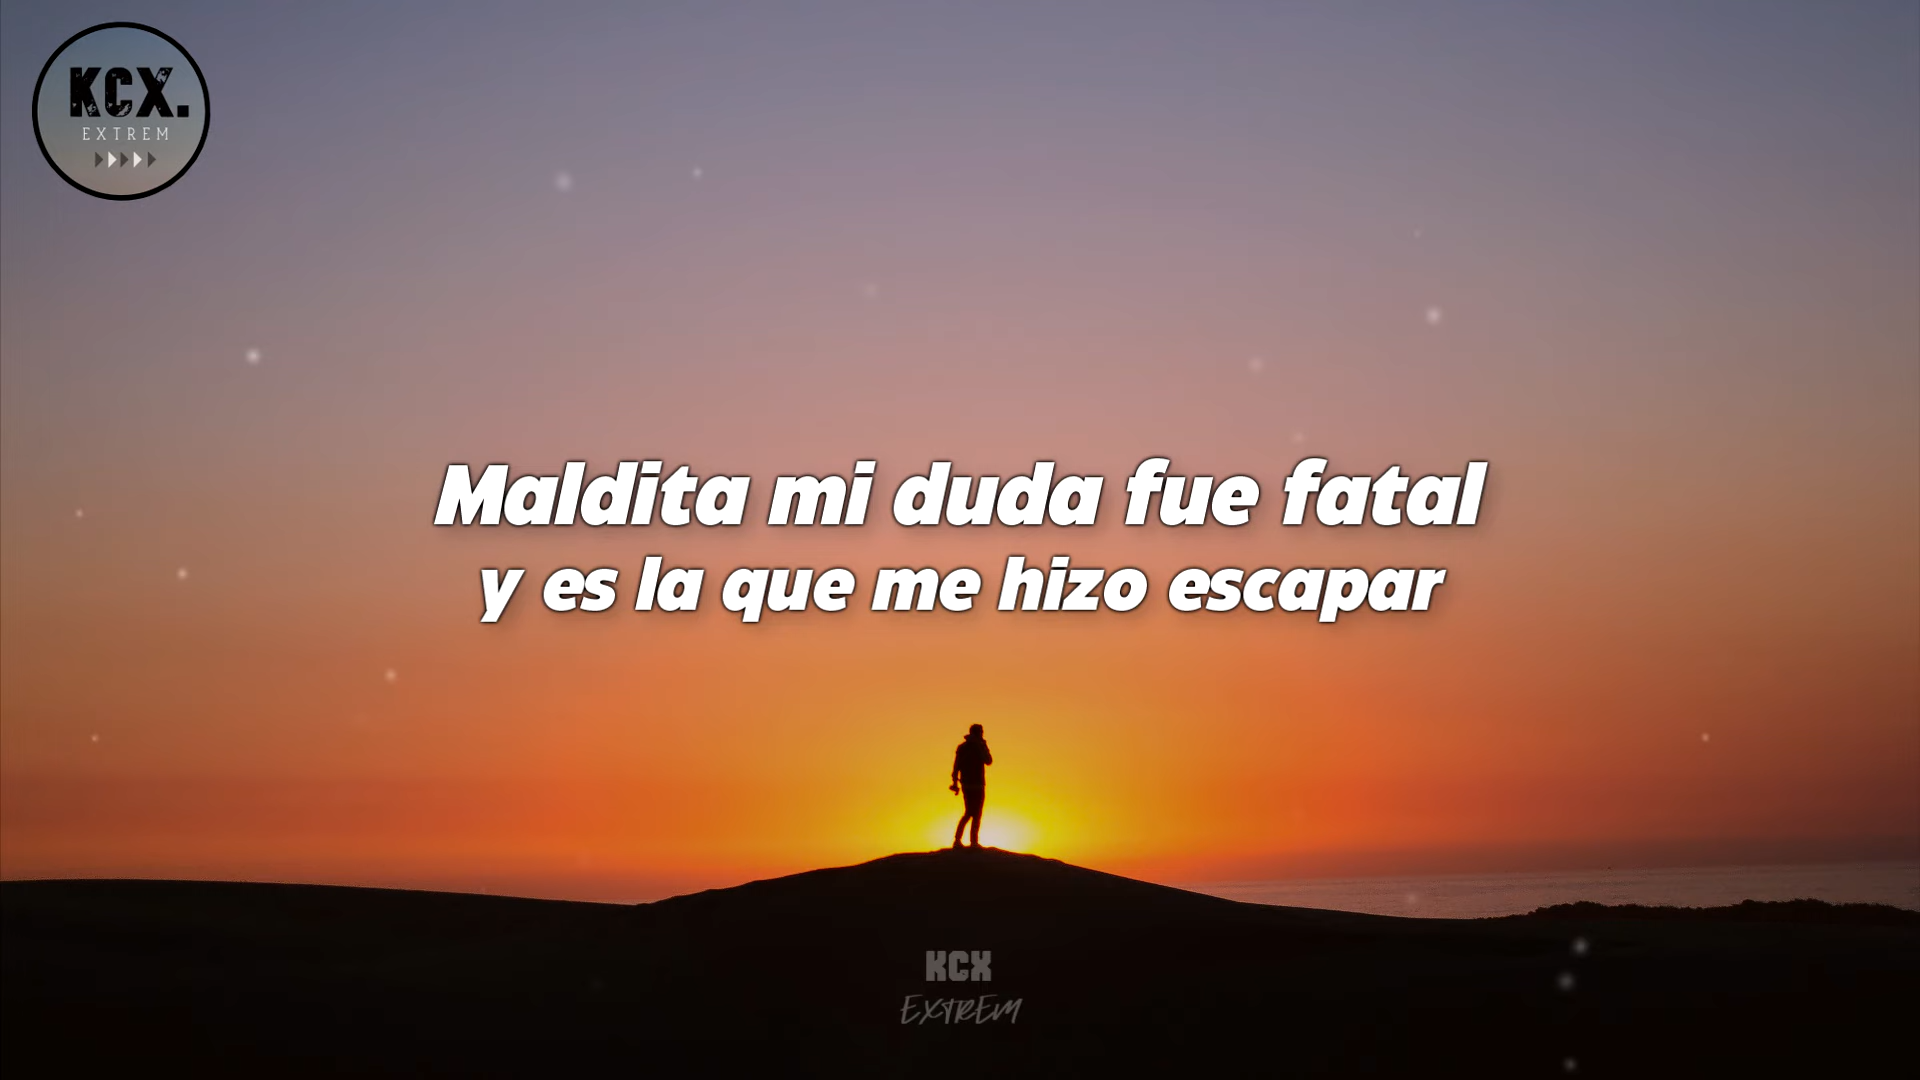 KCX.
EXTREM
Maldita mi duda fue fatal
y es la que me hizo escapar
KCX
EXTREM